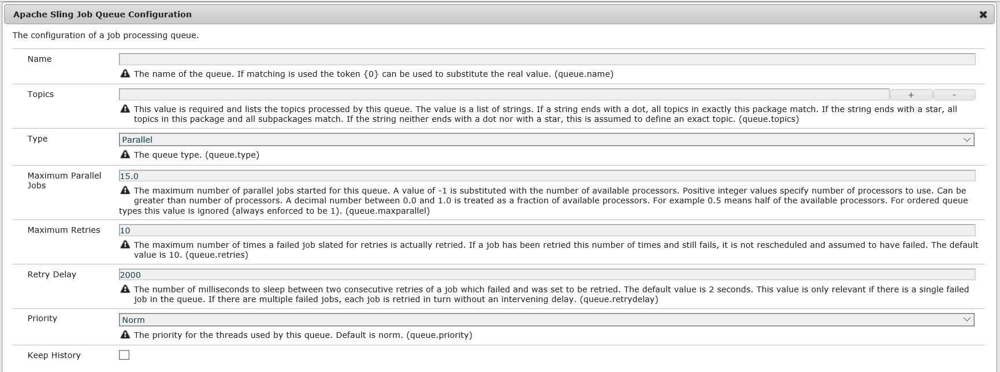 Apache Sling Job Queue Configuration
The configuration of a job processing queue.
Name
The name of the queue. If matching is used the token {0} can be used to substitute the real value. (queue.name)
Topics
+ -
This value is required and lists the topics processed by this queue. The value is a list of strings. If a string ends with a dot, all topics in exactly this package match. If the string ends with a star, all
topics in this package and all subpackages match. If the string neither ends with a dot nor with a star, this is assumed to define an exact topic. (queue.topics)
Type
Parallel
The queue type. (queue.type)
Maximum Parallel
Jobs
15.0
The maximum number of parallel jobs started for this queue. A value of -1 is substituted with the number of available processors. Positive integer values specify number of processors to use. Can be
greater than number of processors. A decimal number between 0.0 and 1.0 is treated as a fraction of available processors. For example 0.5 means half of the available processors. For ordered queue
types this value is ignored (always enforced to be 1). (queue.maxparallel)
Maximum Retries
10
The maximum number of times a failed job slated for retries is actually retried. If a job has been retried this number of times and still fails, it is not rescheduled and assumed to have failed. The default
value is 10. (queue.retries)
Retry Delay
2000
The number of milliseconds to sleep between two consecutive retries of a job which failed and was set to be retried. The default value is 2 seconds. This value is only relevant if there is a single failed
job in the queue. If there are multiple failed jobs, each job is retried in turn without an intervening delay. (queue.retrydelay)
Priority
Norm
The priority for the threads used by this queue. Default is norm. (queue.priority)
Keep History